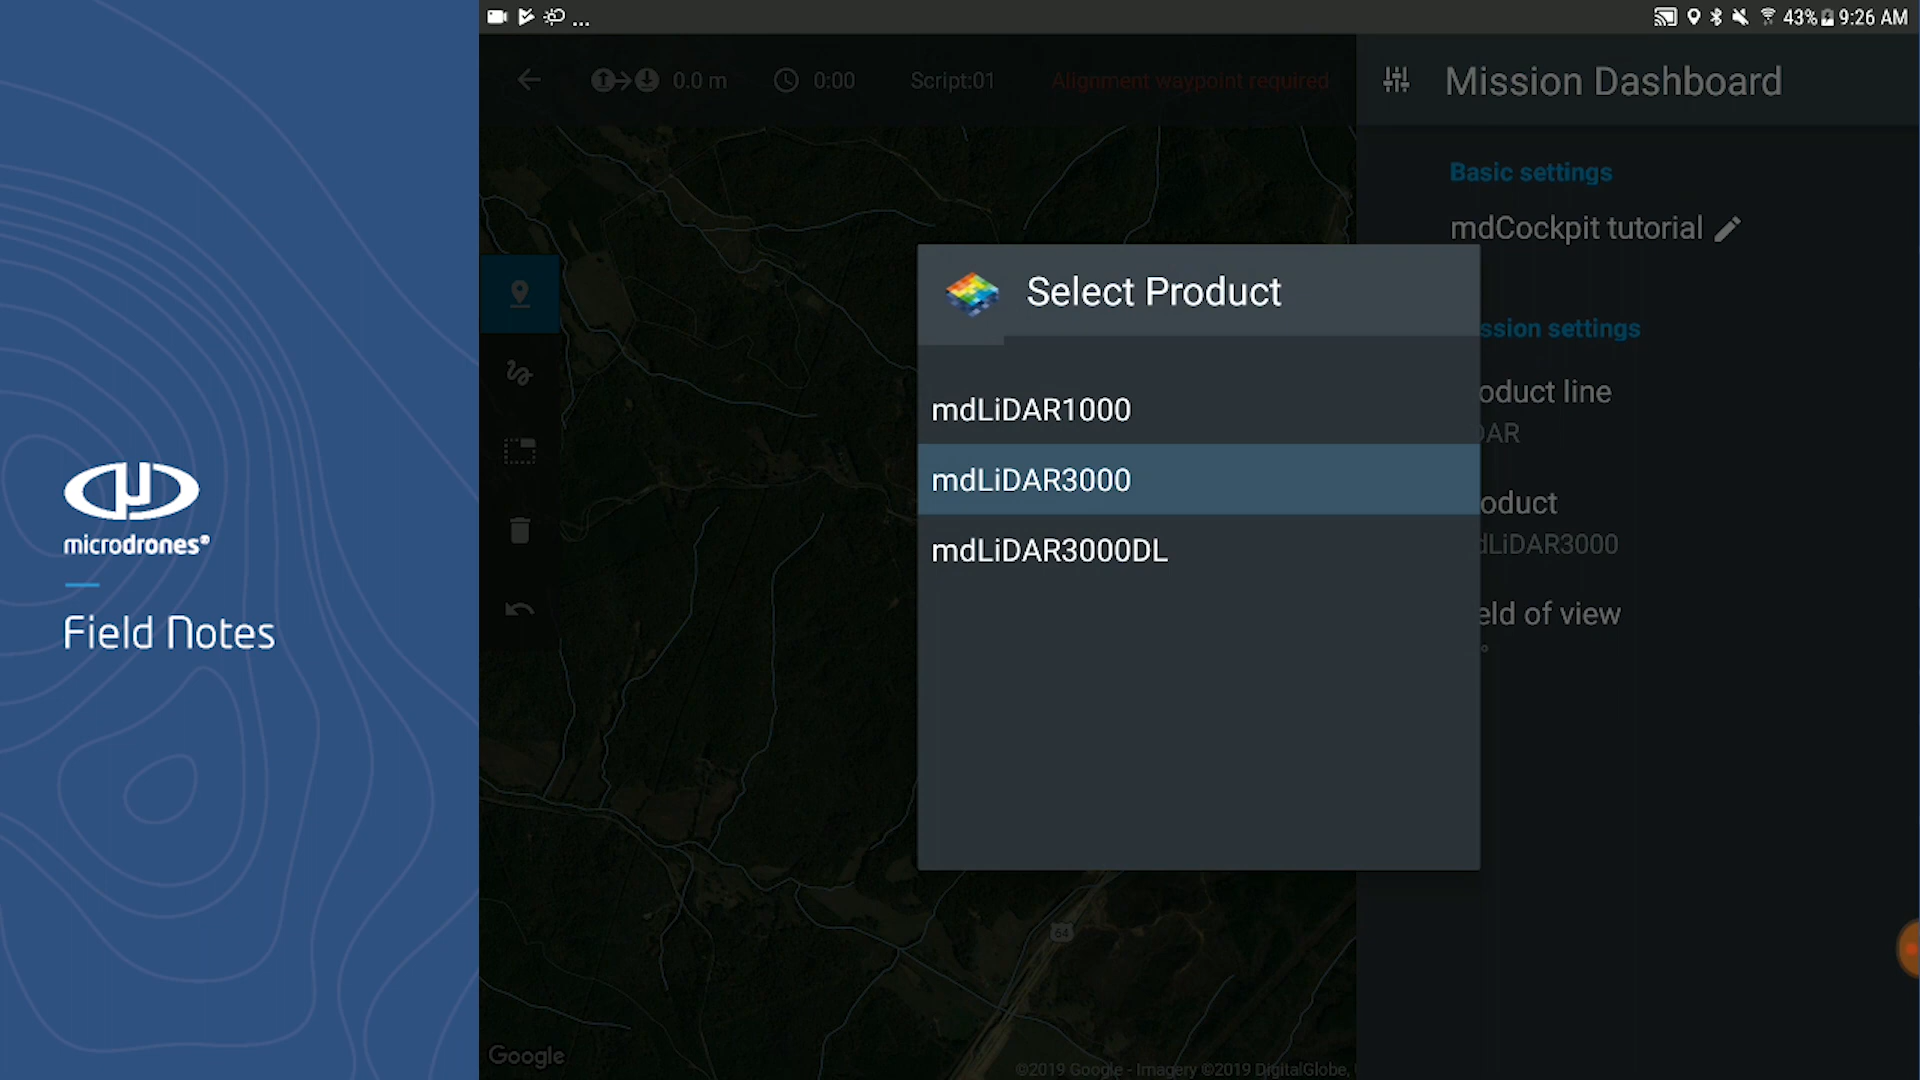 microdrones®
Field Notes
...
43% 9:26 AM
0.0 m
0:00
Script:01
Alignment waypoint required
Mission Dashboard
Basic settings
mdCockpit tutorial
Select Product
mdLiDAR1000
mdLiDAR3000
mdLiDAR3000DL
ssion settings
oduct line
DAR
oduct
dLiDAR3000
eld of view
°
64
Google
©2019 Google - Imagery ©2019 DigitalGlobe,